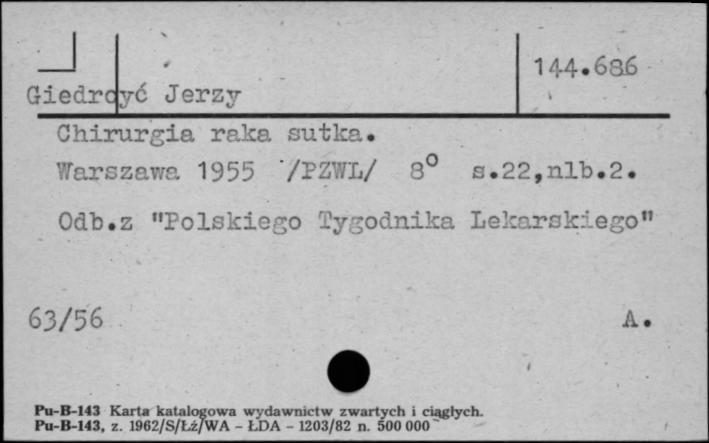 144.686
Giedroyć Jerzy
Chirurgia raka sutka.
Warszawa 1955 /PZWL/ 8° s.22,nlb.2.
Odb.z "Polskiego Tygodnika Lekarskiego"
63/56 A.
Pu-B-143 Karta katalogowa wydawnictw zwartych i ciągłych.
Pu-B-143, z. 1962/S/Łź/WA - ŁDA - 1203/82 n. 500 000